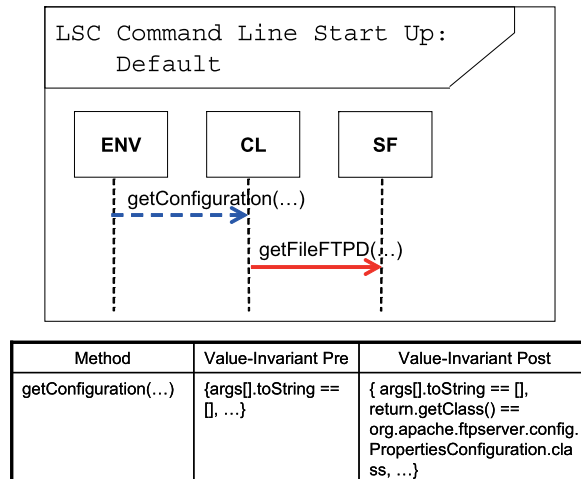 LSC Command Line Start Up:
Default
ENV
CL
SF
getConfiguration(…)
getFileFTPD(…)
Method
Value-Invariant Pre
Value-Invariant Post
getConfiguration(…)
{args[].toString ==
[], …}
{ args[].toString == [],
return.getClass() ==
org.apache.ftpserver.config.
PropertiesConfiguration.cla
ss, …}